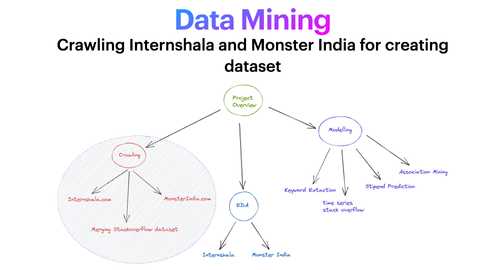 Data Mining
Crawling Internshala and Monster India for creating
dataset
Project
Overview
Crawling
Modelling
Internshala.com
MonsterIndia.com
Merging Stackoverflow dataset
EDA
Internshala
Monster India
Keyword Extraction
Time series
stack overflow
Stipend Prediction
Association Mining